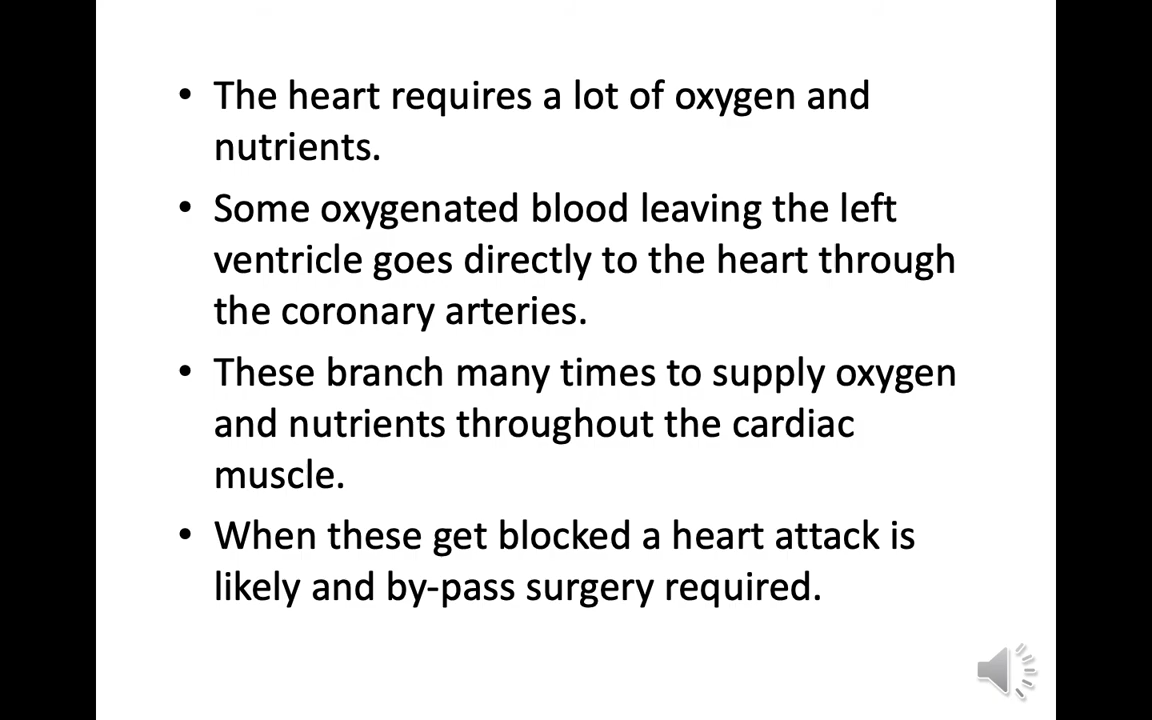 • The heart requires a lot of oxygen and
nutrients.
• Some oxygenated blood leaving the left
ventricle goes directly to the heart through
the coronary arteries.
• These branch many times to supply oxygen
and nutrients throughout the cardiac
muscle.
• When these get blocked a heart attack is
likely and by-pass surgery required.